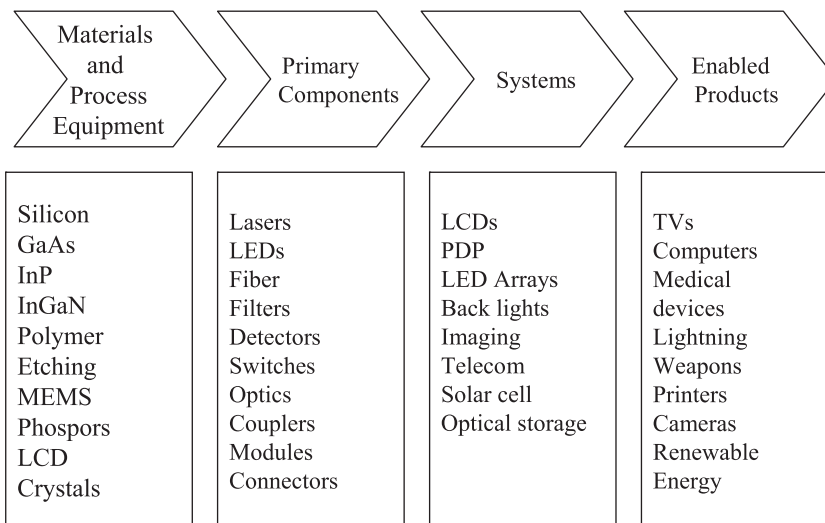 Materials
and
Process
Equipment
Primary
Components
Systems
Enabled
Products
Silicon
GaAs
InP
InGaN
Polymer
Etching
MEMS
Phospors
LCD
Crystals
Lasers
LEDs
Fiber
Filters
Detectors
Switches
Optics
Couplers
Modules
Connectors
LCDs
PDP
LED Arrays
Back lights
Imaging
Telecom
Solar cell
Optical storage
TVs
Computers
Medical
devices
Lightning
Weapons
Printers
Cameras
Renewable
Energy